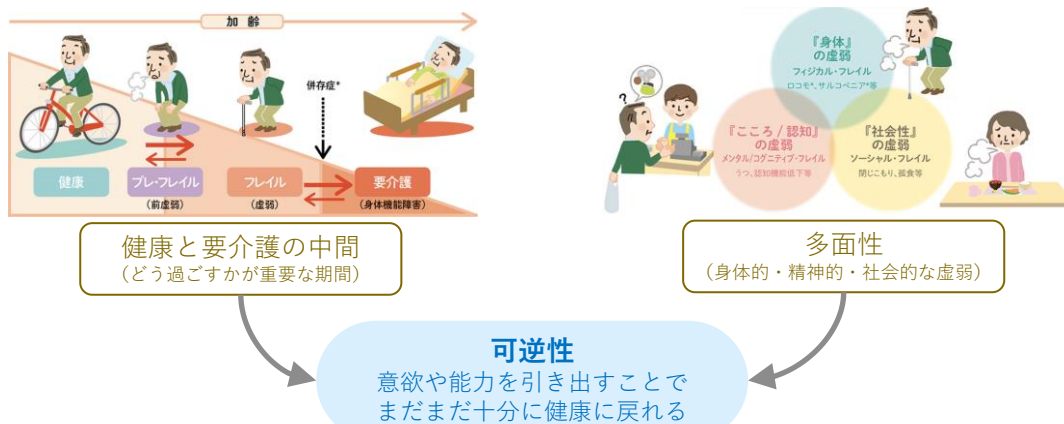 加 齢
併存症*
健康
プレ・フレイル
(前虚弱)
フレイル
(虚弱)
要介護
(身体機能障害)
健康と要介護の中間
（どう過ごすかが重要な期間）
?
『身体』
の虚弱
フィジカル・フレイル
ロコモ*、サルコペニア*等
『こころ / 認知』
の虚弱
メンタル/コグニティブ・フレイル
うつ、認知機能低下等
『社会性』
の虚弱
ソーシャル・フレイル
閉じこもり、孤食等
多面性
（身体的・精神的・社会的な虚弱）
可逆性
意欲や能力を引き出すことで
まだまだ十分に健康に戻れる